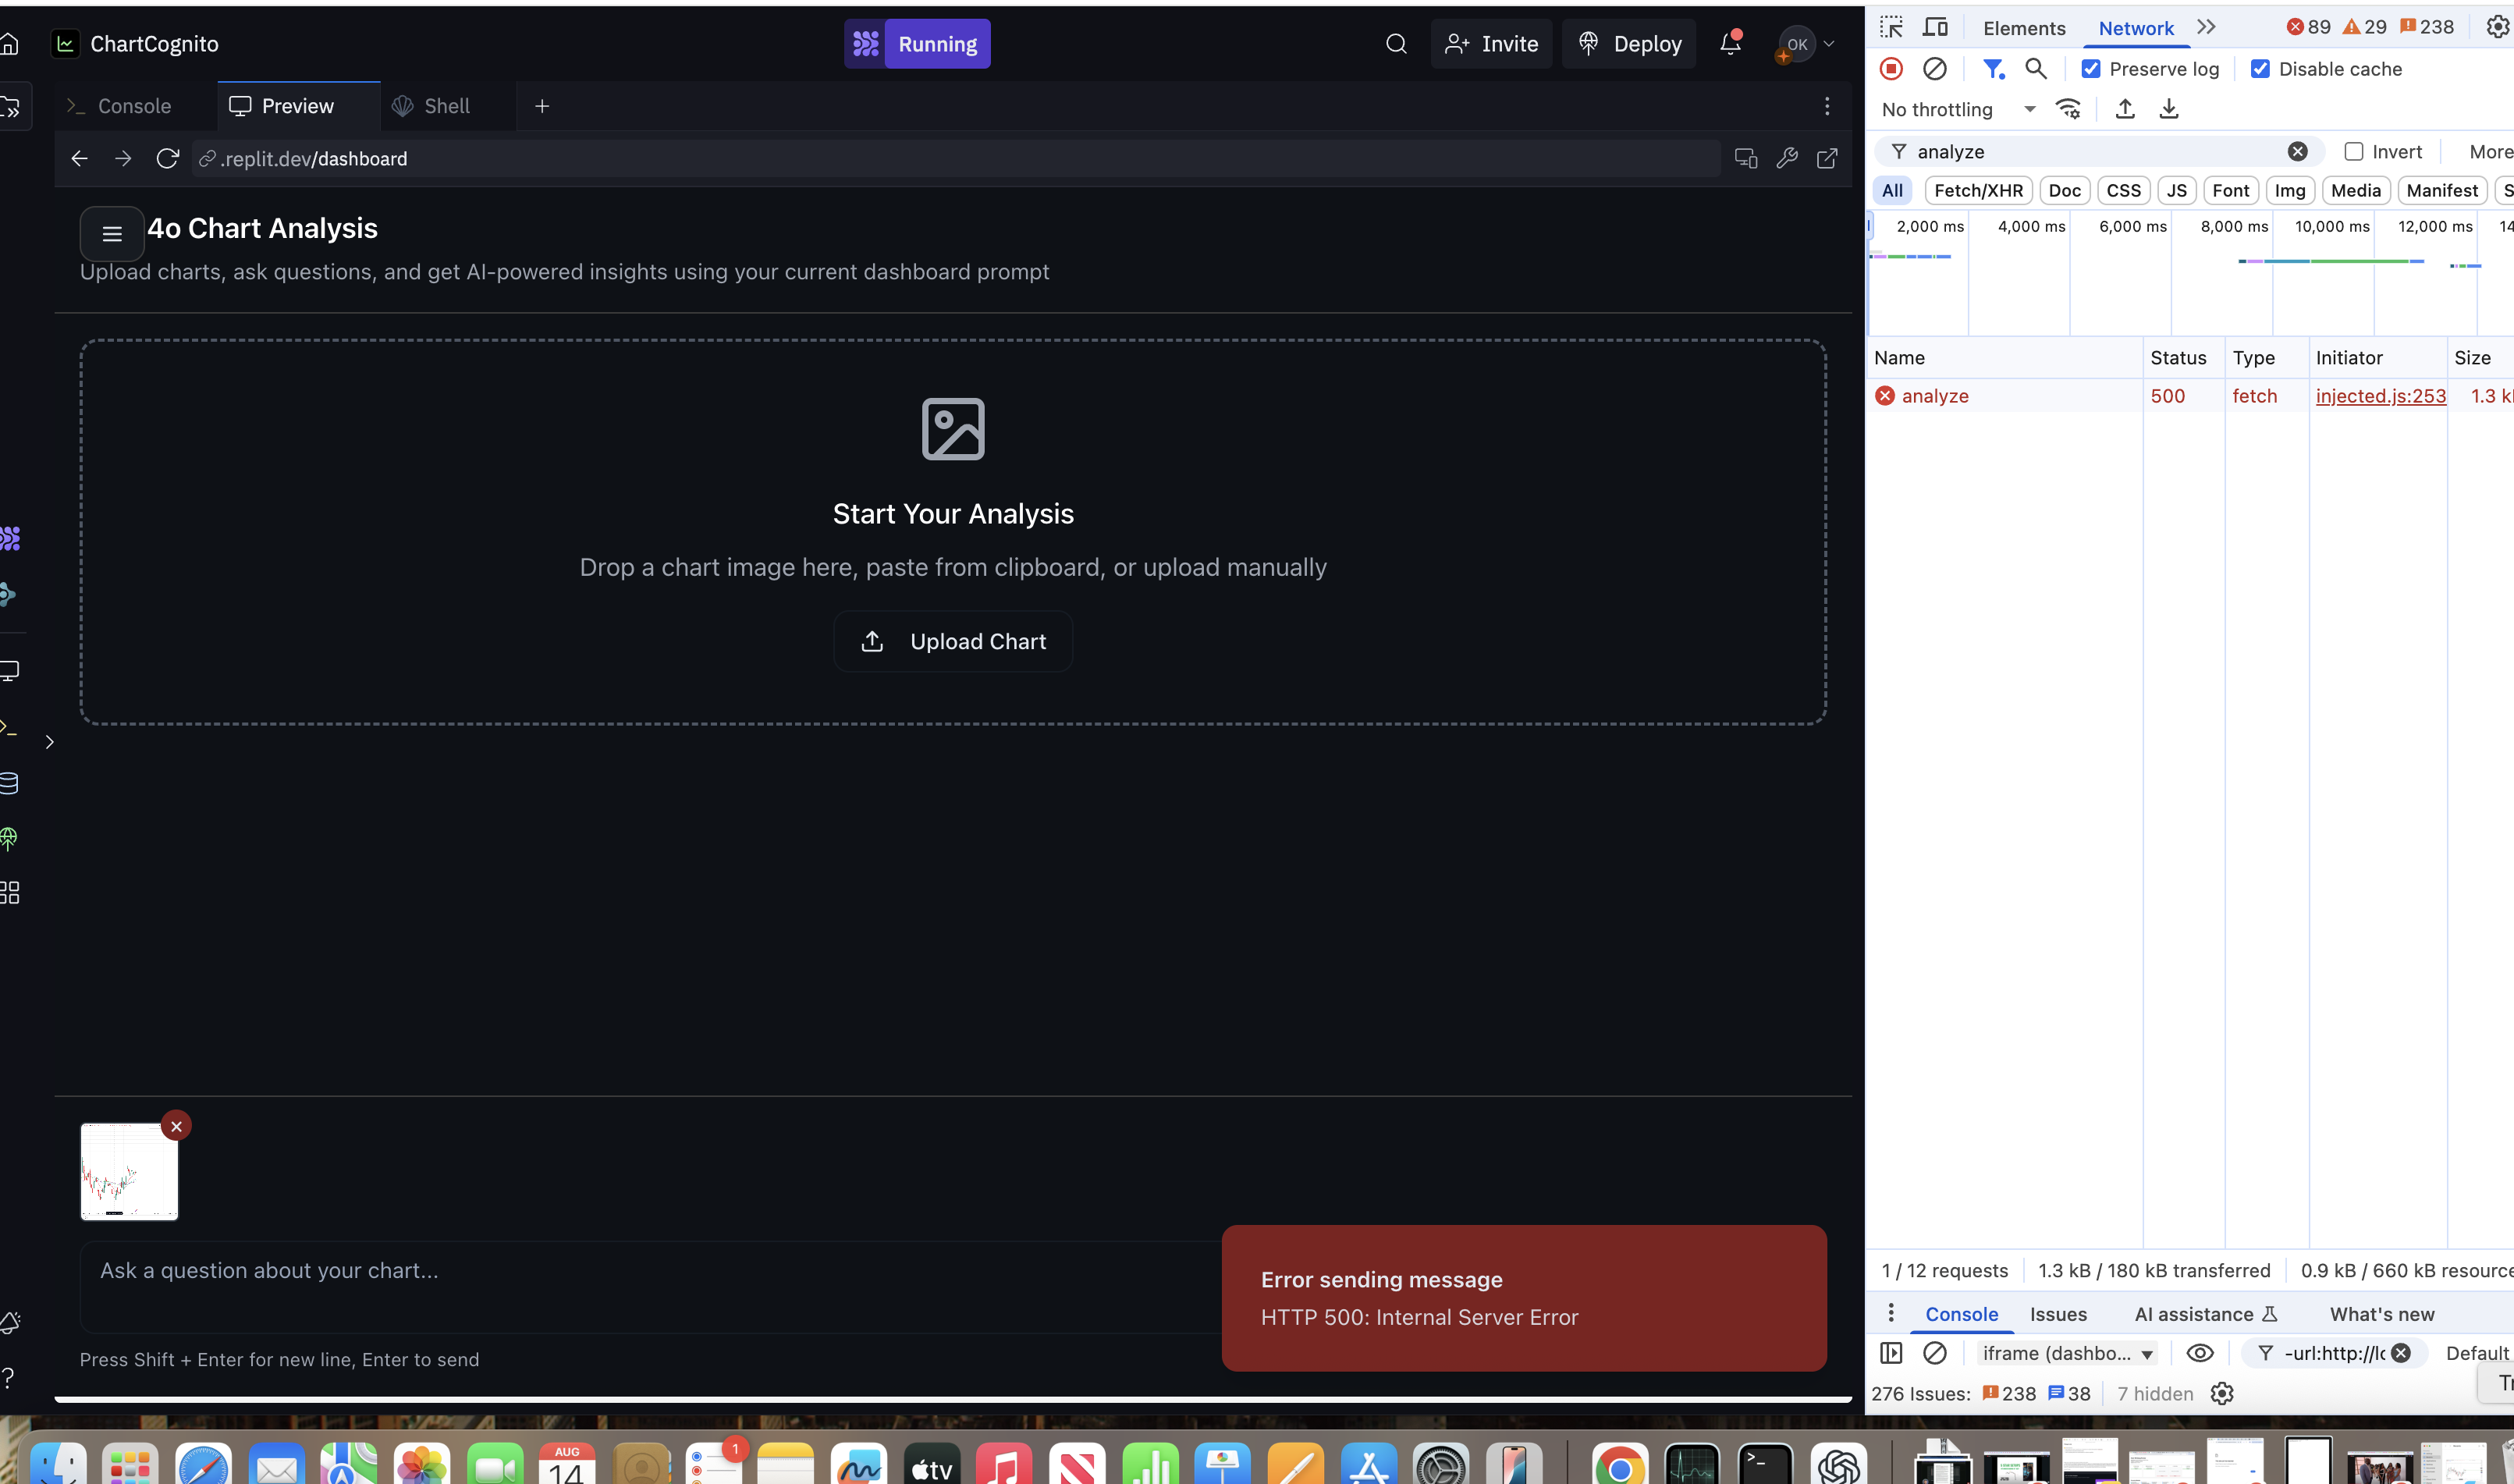 ChartCognito
Running
Invite
Deploy
OK
Console
Preview
Shell
.replit.dev/dashboard
4o Chart Analysis
Upload charts, ask questions, and get AI-powered insights using your current dashboard prompt
Start Your Analysis
Drop a chart image here, paste from clipboard, or upload manually
Upload Chart
Ask a question about your chart...
Press Shift + Enter for new line, Enter to send
Error sending message
HTTP 500: Internal Server Error
Elements
Network
89
29
238
Preserve log
Disable cache
No throttling
analyze
Invert
More
All
Fetch/XHR
Doc
CSS
JS
Font
Img
Media
Manifest
2,000 ms
4,000 ms
6,000 ms
8,000 ms
10,000 ms
12,000 ms
14
Name
Status
Type
Initiator
Size
analyze
500
fetch
injected.js:253
1.3 k
1 / 12 requests
1.3 kB / 180 kB transferred
0.9 kB / 660 kB resource
Console
Issues
AI assistance
What's new
iframe (dashbo...
-url:http://lo
Default
276 Issues:
238
38
7 hidden
AUG
14
1
tv